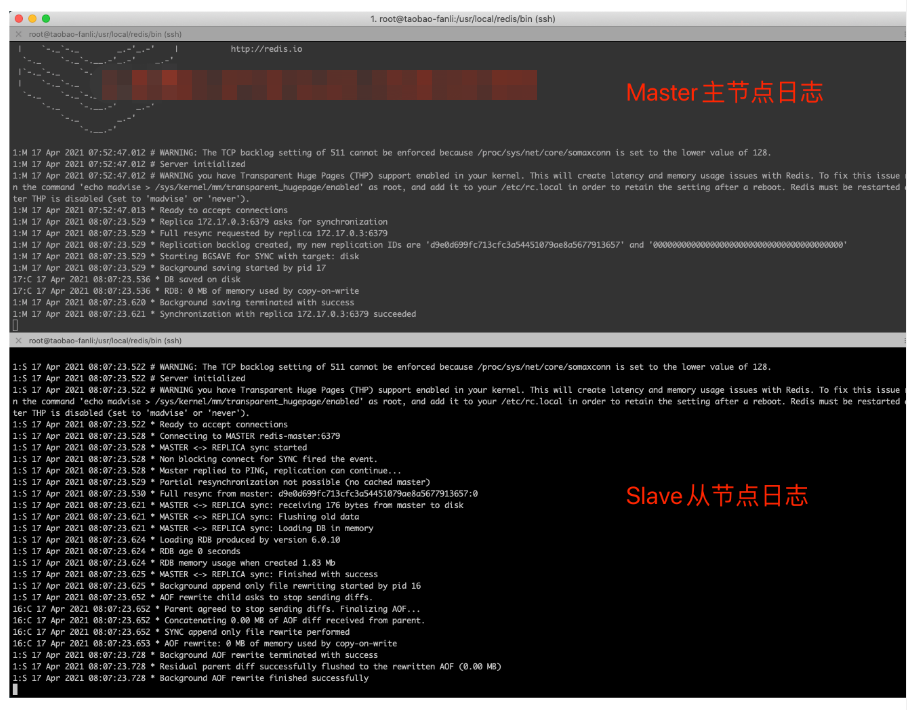 1. root@taobao-fanli:/usr/local/redis/bin (ssh)
root@taobao-fanli:/usr/local/redis/bin (ssh)
http://redis.io
Master主节点日志
1:M 17 Apr 2021 07:52:47.012 # WARNING: The TCP backlog setting of 511 cannot be enforced because /proc/sys/net/core/somaxconn is set to the lower value of 128.
1:M 17 Apr 2021 07:52:47.012 # Server initialized
1:M 17 Apr 2021 07:52:47.012 # WARNING you have Transparent Huge Pages (THP) support enabled in your kernel. This will create latency and memory usage issues with Redis. To fix this issue
n the command 'echo madvise > /sys/kernel/mm/transparent_hugepage/enabled' as root, and add it to your /etc/rc.local in order to retain the setting after a reboot. Redis must be restarted
ter THP is disabled (set to 'madvise' or 'never').
1:M 17 Apr 2021 07:52:47.013 * Ready to accept connections
1:M 17 Apr 2021 08:07:23.529 * Replica 172.17.0.3:6379 asks for synchronization
1:M 17 Apr 2021 08:07:23.529 * Full resync requested by replica 172.17.0.3:6379
1:M 17 Apr 2021 08:07:23.529 * Replication backlog created, my new replication IDs are 'd9e0d699fc713cfc3a54451079ae8a5677913657' and '0000000000000000000000000000000000000000'
1:M 17 Apr 2021 08:07:23.529 * Starting BGSAVE for SYNC with target: disk
1:M 17 Apr 2021 08:07:23.529 * Background saving started by pid 17
17:C 17 Apr 2021 08:07:23.536 * DB saved on disk
17:C 17 Apr 2021 08:07:23.536 * RDB: 0 MB of memory used by copy-on-write
1:M 17 Apr 2021 08:07:23.620 * Background saving terminated with success
1:M 17 Apr 2021 08:07:23.621 * Synchronization with replica 172.17.0.3:6379 succeeded
root@taobao-fanli:/usr/local/redis/bin (ssh)
1:S 17 Apr 2021 08:07:23.522 # WARNING: The TCP backlog setting of 511 cannot be enforced because /proc/sys/net/core/somaxconn is set to the lower value of 128.
1:S 17 Apr 2021 08:07:23.522 # Server initialized
1:S 17 Apr 2021 08:07:23.522 # WARNING you have Transparent Huge Pages (THP) support enabled in your kernel. This will create latency and memory usage issues with Redis. To fix this issue
n the command 'echo madvise > /sys/kernel/mm/transparent_hugepage/enabled' as root, and add it to your /etc/rc.local in order to retain the setting after a reboot. Redis must be restarted
ter THP is disabled (set to 'madvise' or 'never').
1:S 17 Apr 2021 08:07:23.522 * Ready to accept connections
1:S 17 Apr 2021 08:07:23.528 * Connecting to MASTER redis-master:6379
1:S 17 Apr 2021 08:07:23.528 * MASTER <-> REPLICA sync started
1:S 17 Apr 2021 08:07:23.528 * Non blocking connect for SYNC fired the event.
1:S 17 Apr 2021 08:07:23.528 * Master replied to PING, replication can continue...
1:S 17 Apr 2021 08:07:23.529 * Partial resynchronization not possible (no cached master)
1:S 17 Apr 2021 08:07:23.530 * Full resync from master: d9e0d699fc713cfc3a54451079ae8a5677913657:0
Slave从节点日志
1:S 17 Apr 2021 08:07:23.621 * MASTER <-> REPLICA sync: receiving 176 bytes from master to disk
1:S 17 Apr 2021 08:07:23.621 * MASTER <-> REPLICA sync: Flushing old data
1:S 17 Apr 2021 08:07:23.621 * MASTER <-> REPLICA sync: Loading DB in memory
1:S 17 Apr 2021 08:07:23.624 * Loading RDB produced by version 6.0.10
1:S 17 Apr 2021 08:07:23.624 * RDB age 0 seconds
1:S 17 Apr 2021 08:07:23.624 * RDB memory usage when created 1.83 Mb
1:S 17 Apr 2021 08:07:23.625 * MASTER <-> REPLICA sync: Finished with success
1:S 17 Apr 2021 08:07:23.625 * Background append only file rewriting started by pid 16
1:S 17 Apr 2021 08:07:23.652 * AOF rewrite child asks to stop sending diffs.
16:C 17 Apr 2021 08:07:23.652 * Parent agreed to stop sending diffs. Finalizing AOF...
16:C 17 Apr 2021 08:07:23.652 * Concatenating 0.00 MB of AOF diff received from parent.
16:C 17 Apr 2021 08:07:23.652 * SYNC append only file rewrite performed
16:C 17 Apr 2021 08:07:23.653 * AOF rewrite: 0 MB of memory used by copy-on-write
1:S 17 Apr 2021 08:07:23.728 * Background AOF rewrite terminated with success
1:S 17 Apr 2021 08:07:23.728 * Residual parent diff successfully flushed to the rewritten AOF (0.00 MB)
1:S 17 Apr 2021 08:07:23.728 * Background AOF rewrite finished successfully